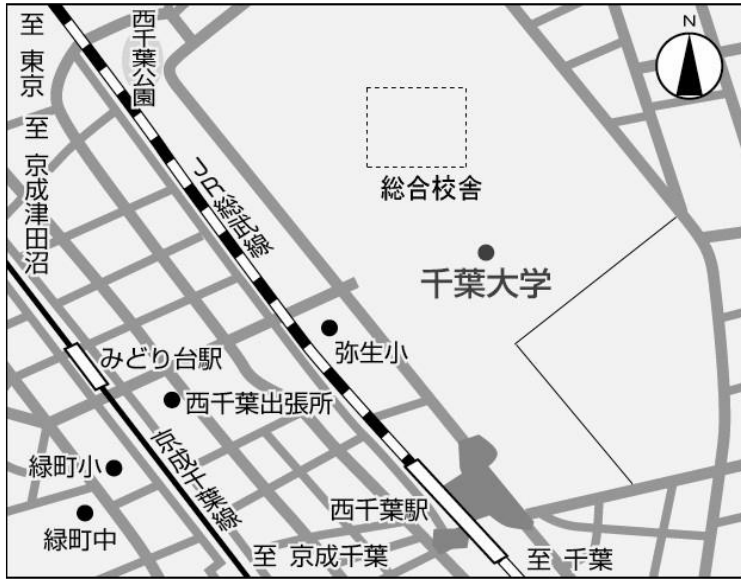 至 東京
至 京成津田沼
西千葉公園
N
総合校舎
JR総武線
千葉大学
弥生小
みどり台駅
西千葉出張所
京成千葉線
緑町小
緑町中
西千葉駅
至 京成千葉
至 千葉